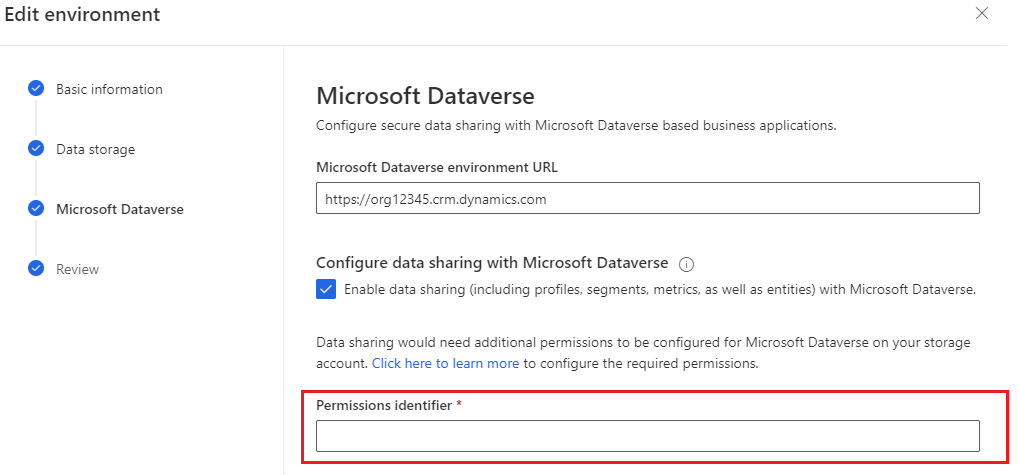 Edit environment
Basic information
Data storage
Microsoft Dataverse
Review
Microsoft Dataverse
Configure secure data sharing with Microsoft Dataverse based business applications.
Microsoft Dataverse environment URL
https://org12345.crm.dynamics.com
Configure data sharing with Microsoft Dataverse
Enable data sharing (including profiles, segments, metrics, as well as entities) with Microsoft Dataverse.
Data sharing would need additional permissions to be configured for Microsoft Dataverse on your storage
account. Click here to learn more to configure the required permissions.
Permissions identifier *